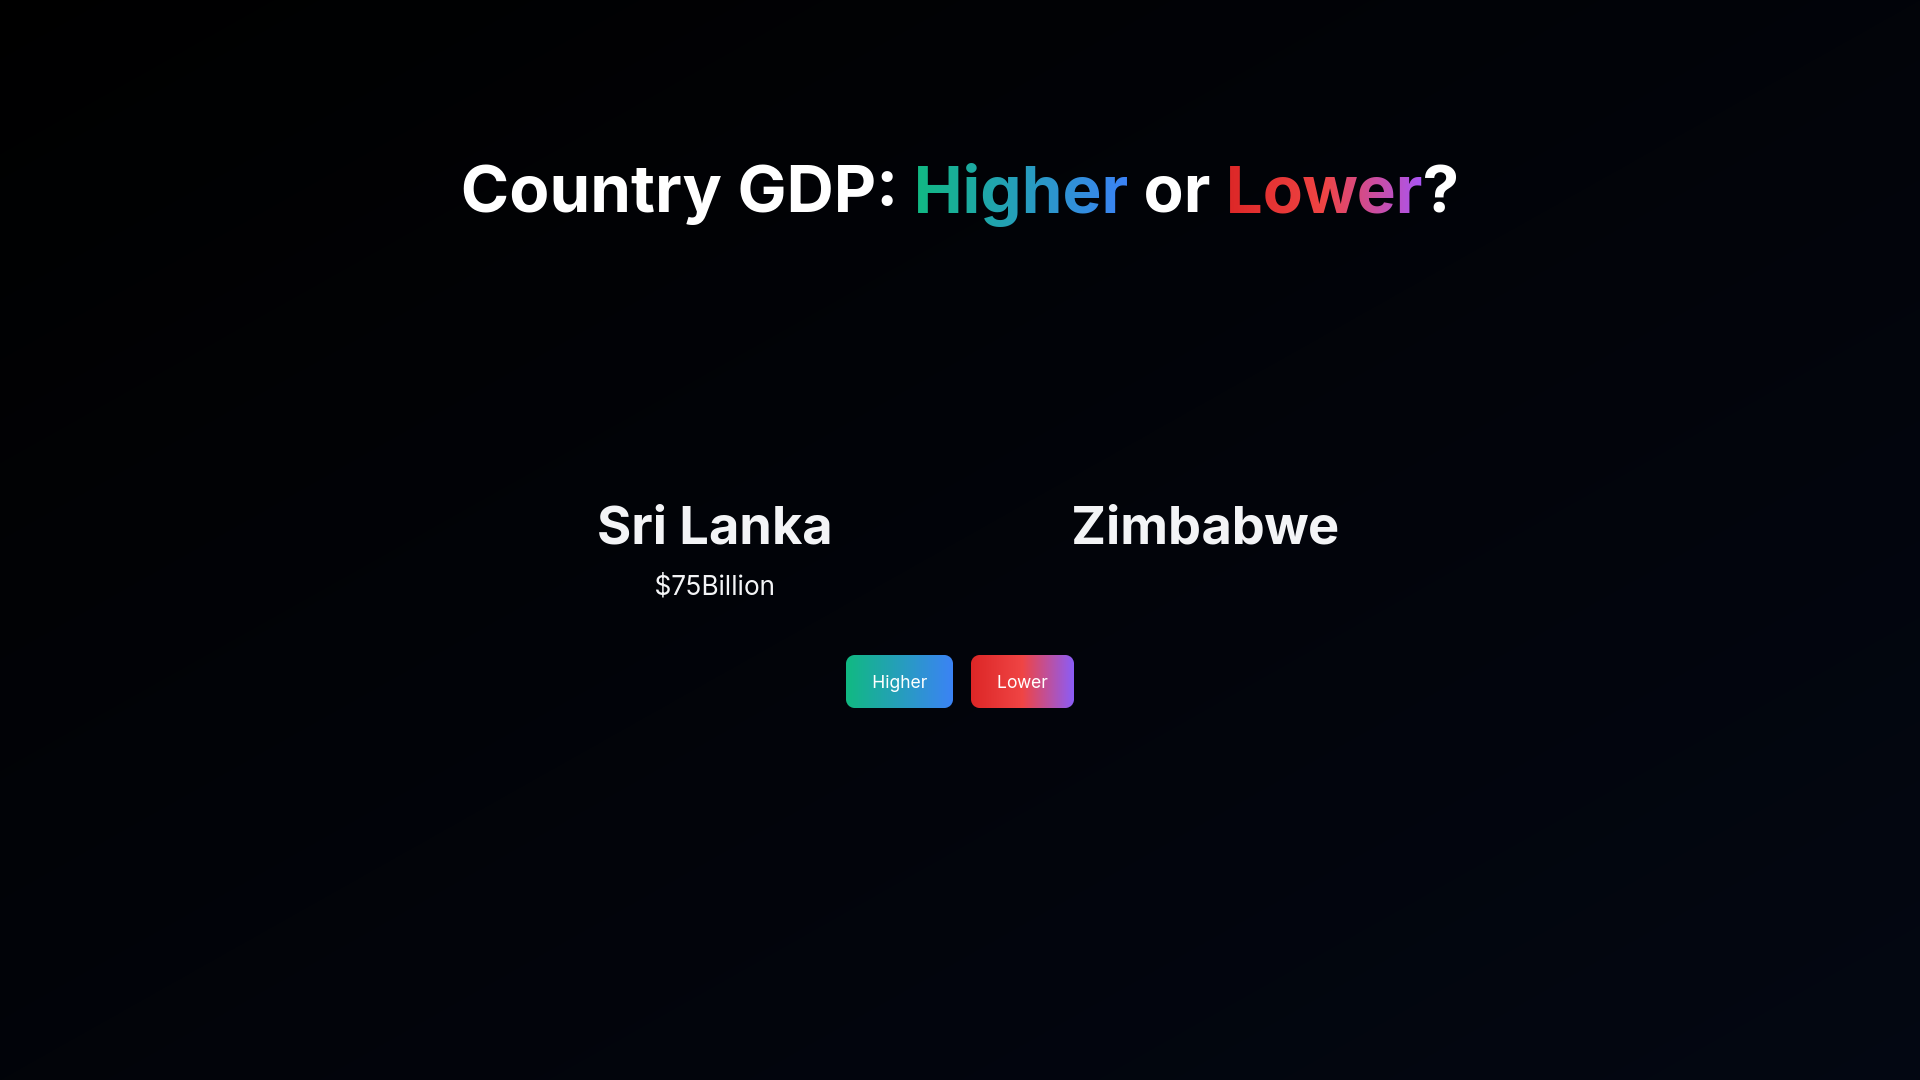 Country GDP: Higher or Lower?
Sri Lanka
$75Billion
Zimbabwe
Higher
Lower